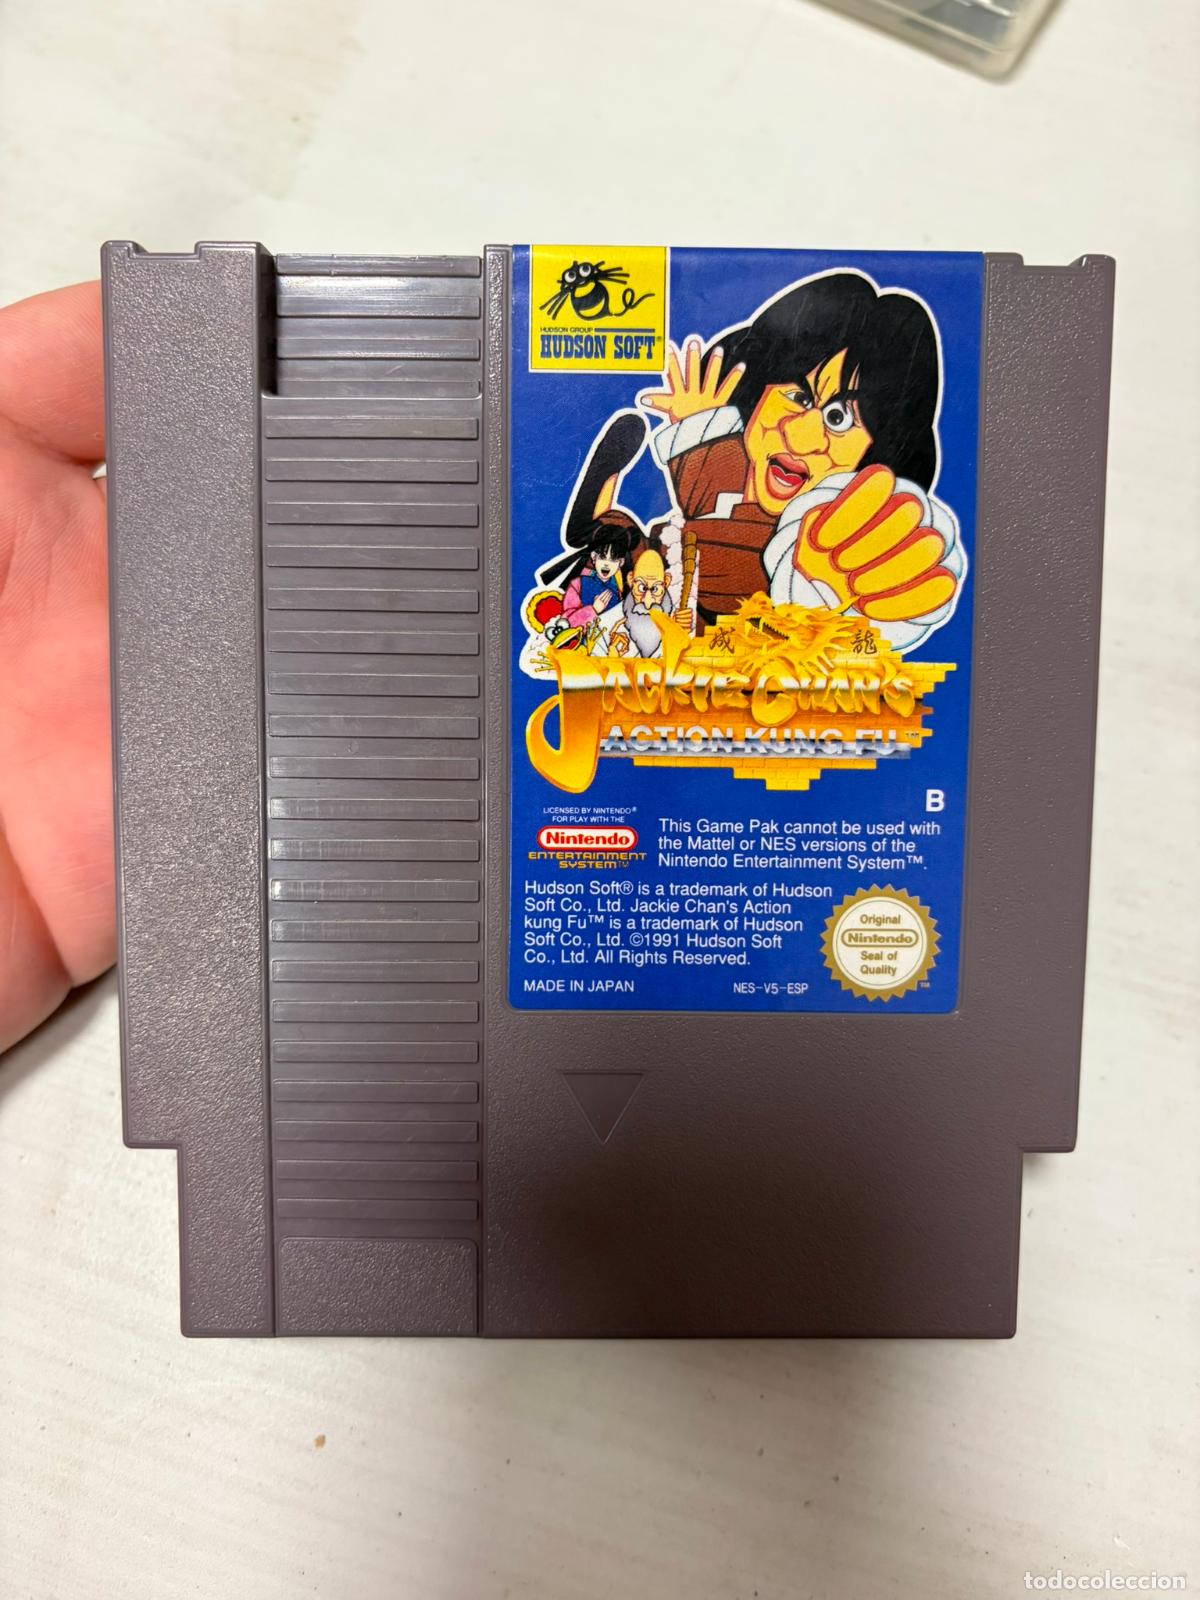 HUDSON GROUP
HUDSON SOFT®
成 龍
JACKIE CHAN'S
ACTION KUNG FU™
B
LICENSED BY NINTENDO®
FOR PLAY WITH THE
Nintendo
ENTERTAINMENT
SYSTEM™
This Game Pak cannot be used with
the Mattel or NES versions of the
Nintendo Entertainment System™.
Hudson Soft® is a trademark of Hudson
Soft Co., Ltd. Jackie Chan's Action
kung Fu™ is a trademark of Hudson
Soft Co., Ltd. ©1991 Hudson Soft
Co., Ltd. All Rights Reserved.
MADE IN JAPAN
NES-V5-ESP
Original
Nintendo
Seal of
Quality
TM
todocoleccion